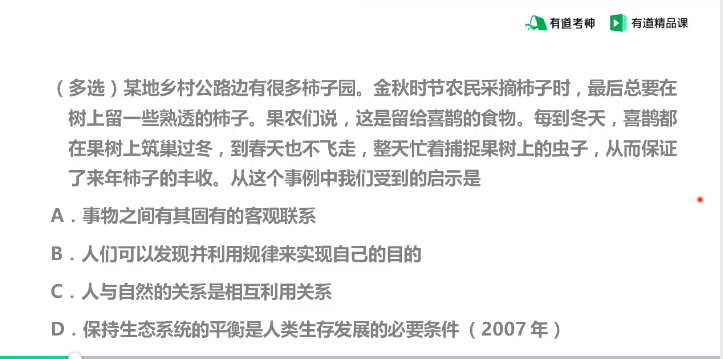 有道考神 有道精品课
（多选）某地乡村公路边有很多柿子园。金秋时节农民采摘柿子时，最后总要在
树上留一些熟透的柿子。果农们说，这是留给喜鹊的食物。每到冬天，喜鹊都
在果树上筑巢过冬，到春天也不飞走，整天忙着捕捉果树上的虫子，从而保证
了来年柿子的丰收。从这个事例中我们受到的启示是
A．事物之间有其固有的客观联系
B．人们可以发现并利用规律来实现自己的目的
C．人与自然的关系是相互利用关系
D．保持生态系统的平衡是人类生存发展的必要条件（2007年）